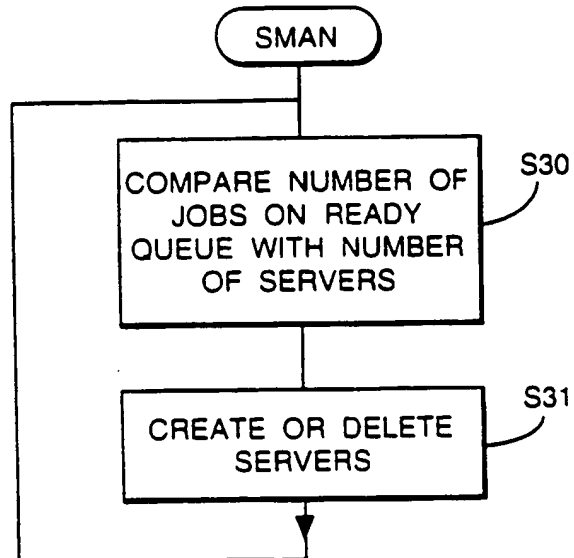 SMAN
COMPARE NUMBER OF
JOBS ON READY
QUEUE WITH NUMBER
OF SERVERS
S30
CREATE OR DELETE
SERVERS
S31